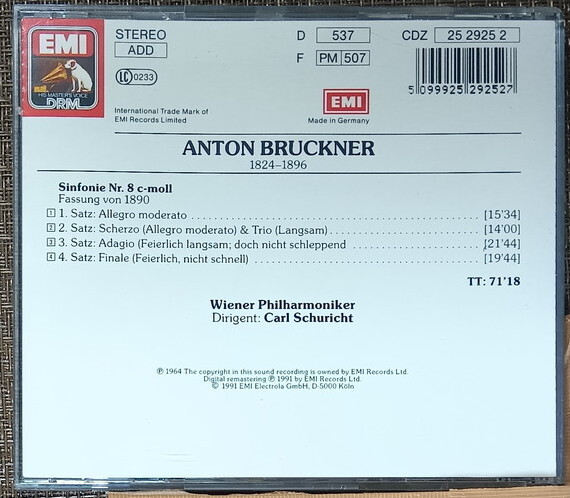 EMI
HIS MASTER'S VOICE
DRM
STEREO
ADD
LC 0233
International Trade Mark of
EMI Records Limited
D 537
F PM 507
CDZ 25 2925 2
5 099925 292527
EMI
Made in Germany
ANTON BRUCKNER
1824–1896
Sinfonie Nr. 8 c-moll
Fassung von 1890
1 1. Satz: Allegro moderato [15'34]
2 2. Satz: Scherzo (Allegro moderato) & Trio (Langsam) [14'00]
3 3. Satz: Adagio (Feierlich langsam; doch nicht schleppend [21'44]
4 4. Satz: Finale (Feierlich, nicht schnell) [19'44]
TT: 71'18
Wiener Philharmoniker
Dirigent: Carl Schuricht
℗ 1964 The copyright in this sound recording is owned by EMI Records Ltd.
Digital remastering ℗ 1991 by EMI Records Ltd.
© 1991 EMI Electrola GmbH, D-5000 Köln